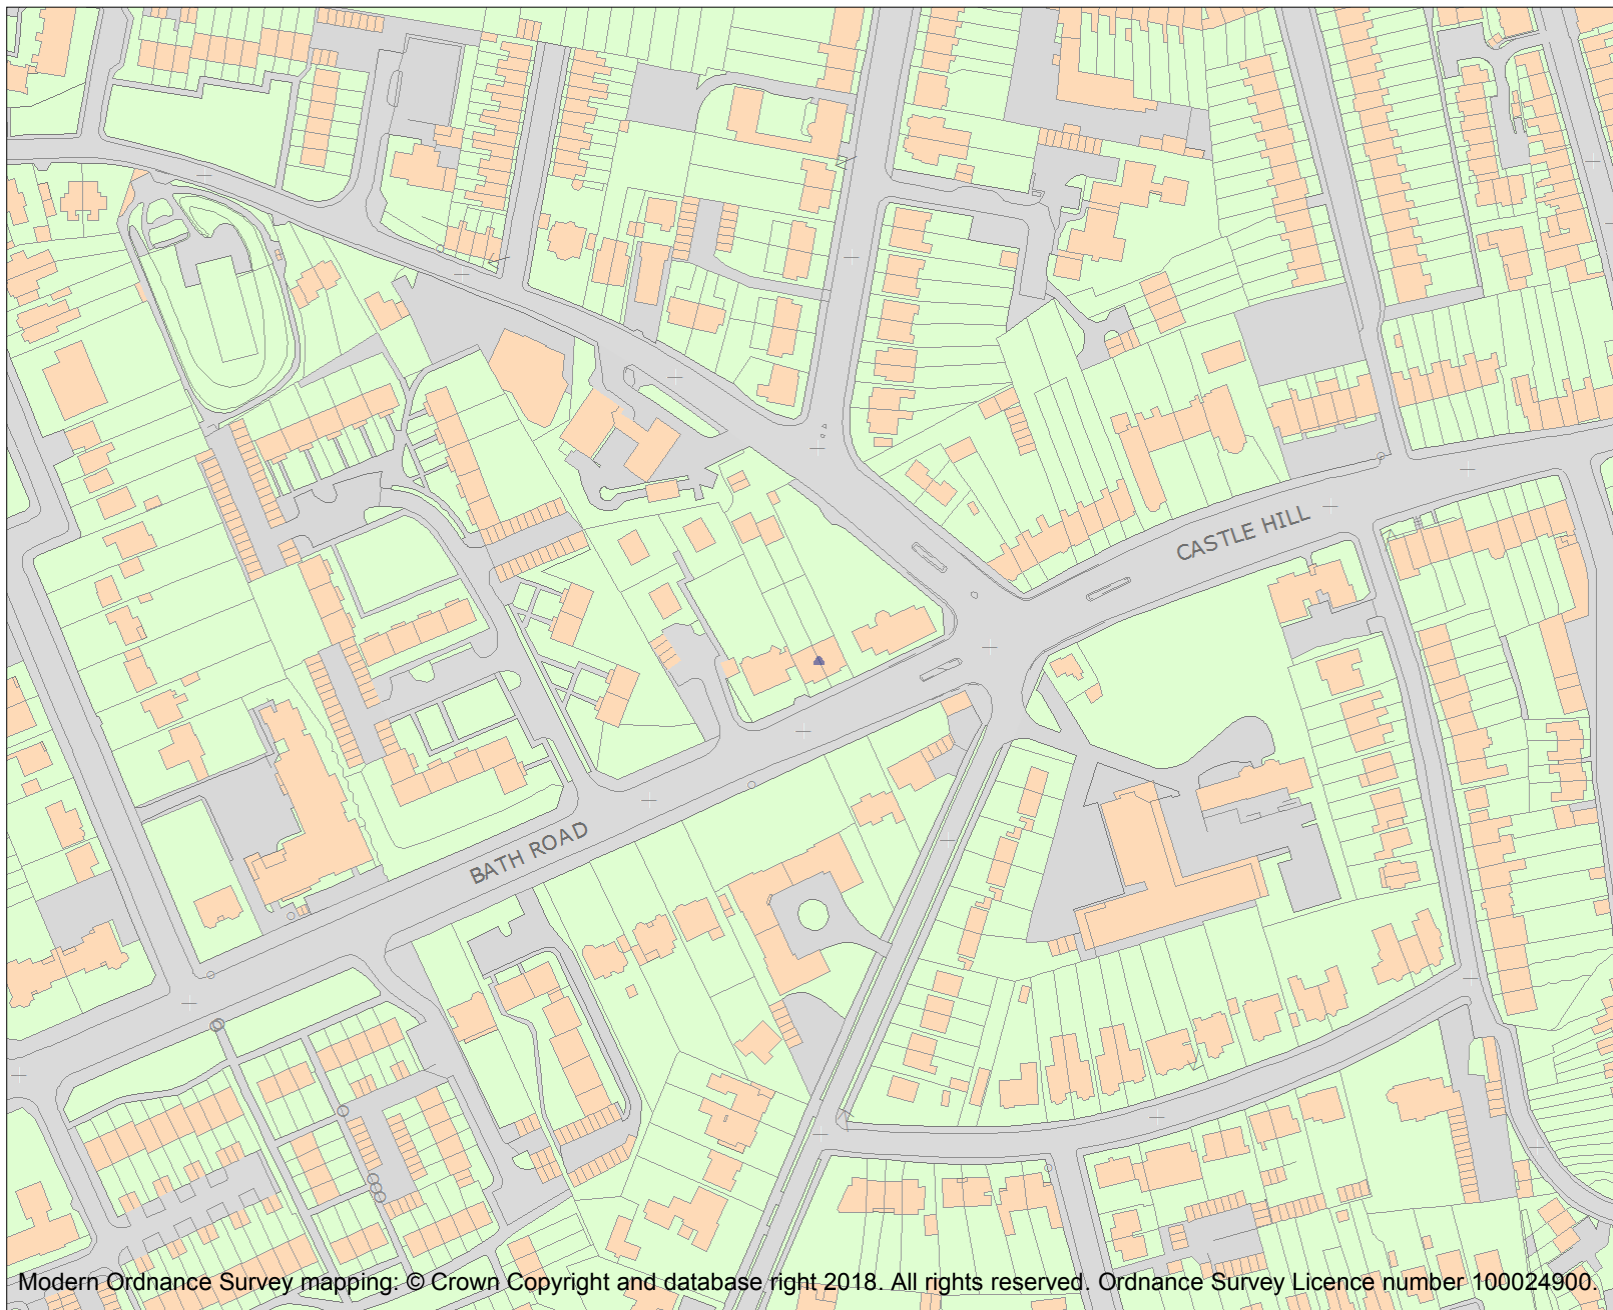 CASTLE HILL
BATH ROAD
Modern Ordnance Survey mapping: © Crown Copyright and database right 2018. All rights reserved. Ordnance Survey Licence number 100024900.